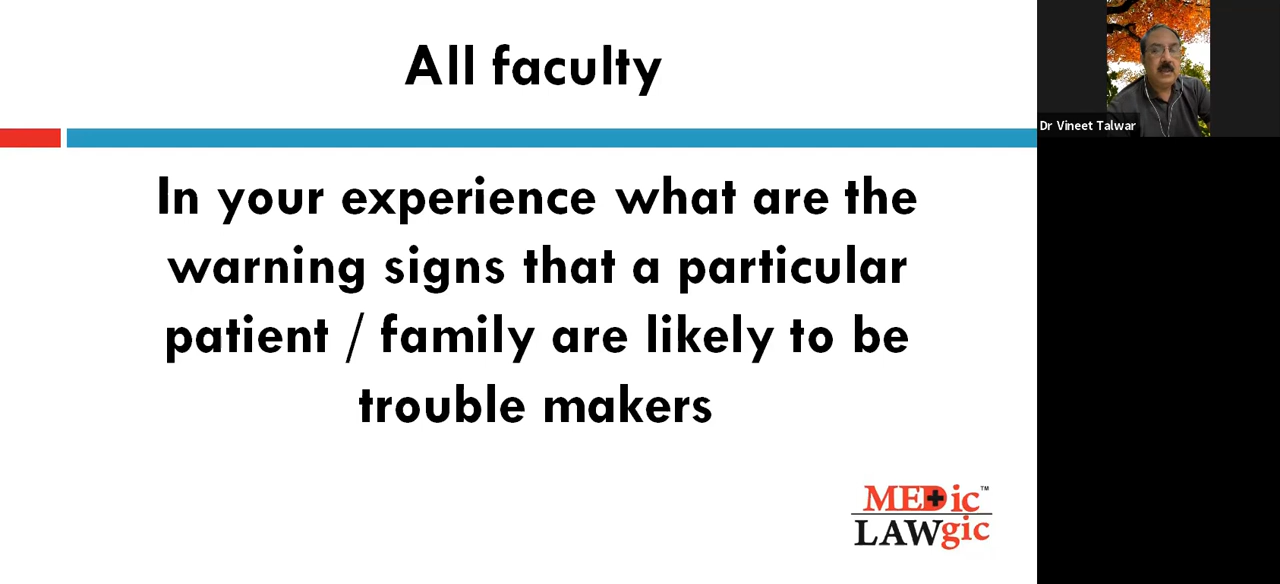 All faculty
Dr Vineet Talwar
In your experience what are the
warning signs that a particular
patient / family are likely to be
trouble makers
MEDic™
LAWgic